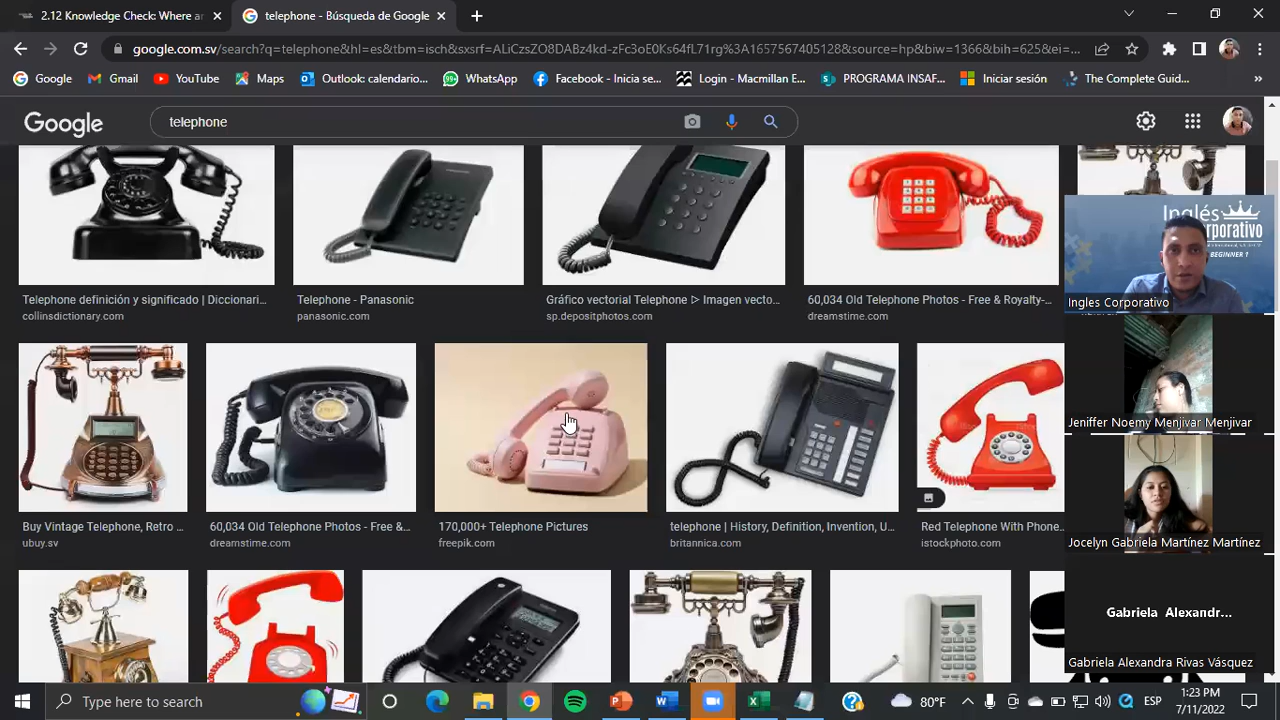 2.12 Knowledge Check: Where ar
telephone - Búsqueda de Google
google.com.sv/search?q=telephone&hl=es&tbm=isch&sxsrf=ALiCzsZO8DABz4kd-zFc3oE0Ks64fL71rg%3A1657567405128&source=hp&biw=1366&bih=625&ei=...
Google
Gmail
YouTube
Maps
Outlook: calendario...
99+
WhatsApp
Facebook - Inicia se...
Login - Macmillan E...
PROGRAMA INSAF...
Iniciar sesión
The Complete Guid...
»
Google
telephone
Telephone definición y significado | Diccionari...
collinsdictionary.com
Telephone - Panasonic
panasonic.com
Gráfico vectorial Telephone ▷ Imagen vecto...
sp.depositphotos.com
60,034 Old Telephone Photos - Free & Royalty-...
dreamstime.com
Inglés
orporativo
BEGINNER 1
Ingles Corporativo
Jeniffer Noemy Menjivar Menjivar
Buy Vintage Telephone, Retro ...
ubuy.sv
60,034 Old Telephone Photos - Free &...
dreamstime.com
170,000+ Telephone Pictures
freepik.com
telephone | History, Definition, Invention, U...
britannica.com
Red Telephone With Phone...
istockphoto.com
Jocelyn Gabriela Martínez Martínez
Gabriela Alexandr...
Gabriela Alexandra Rivas Vásquez
Type here to search
80°F
ESP
1:23 PM
7/11/2022